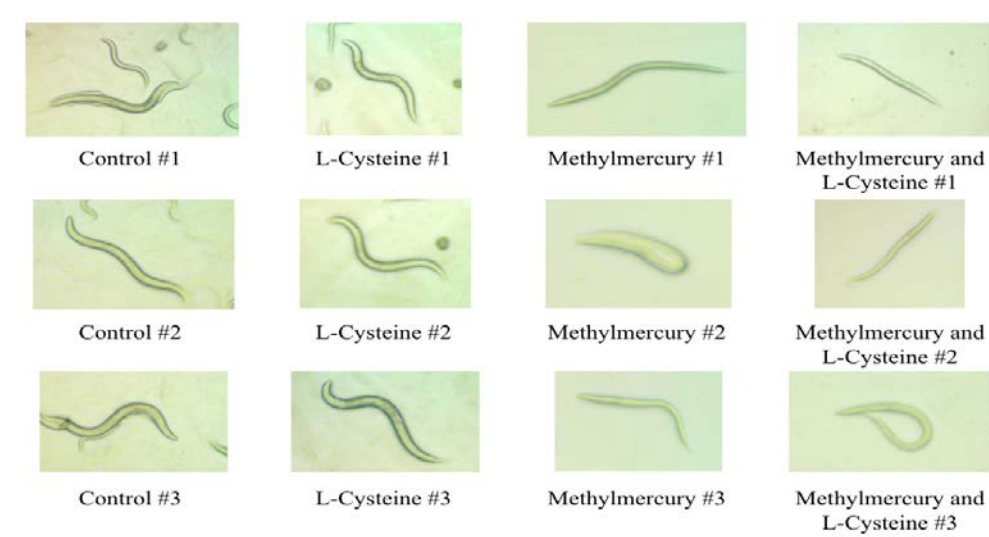 Control #1
L-Cysteine #1
Methylmercury #1
Methylmercury and
L-Cysteine #1
Control #2
L-Cysteine #2
Methylmercury #2
Methylmercury and
L-Cysteine #2
Control #3
L-Cysteine #3
Methylmercury #3
Methylmercury and
L-Cysteine #3